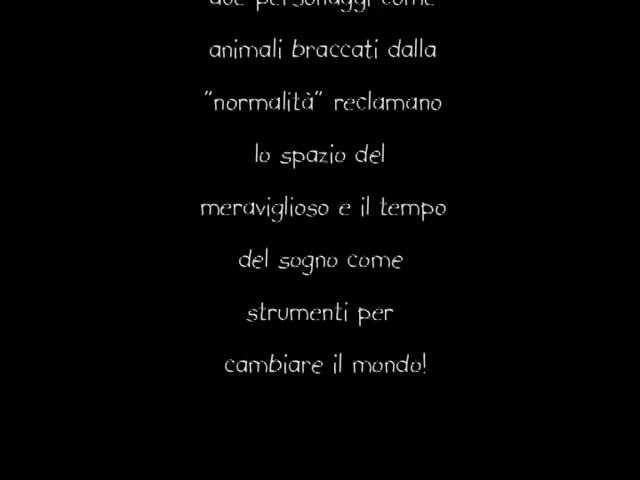 due personaggi come
animali braccati dalla
"normalità" reclamano
lo spazio del
meraviglioso e il tempo
del sogno come
strumenti per
cambiare il mondo!